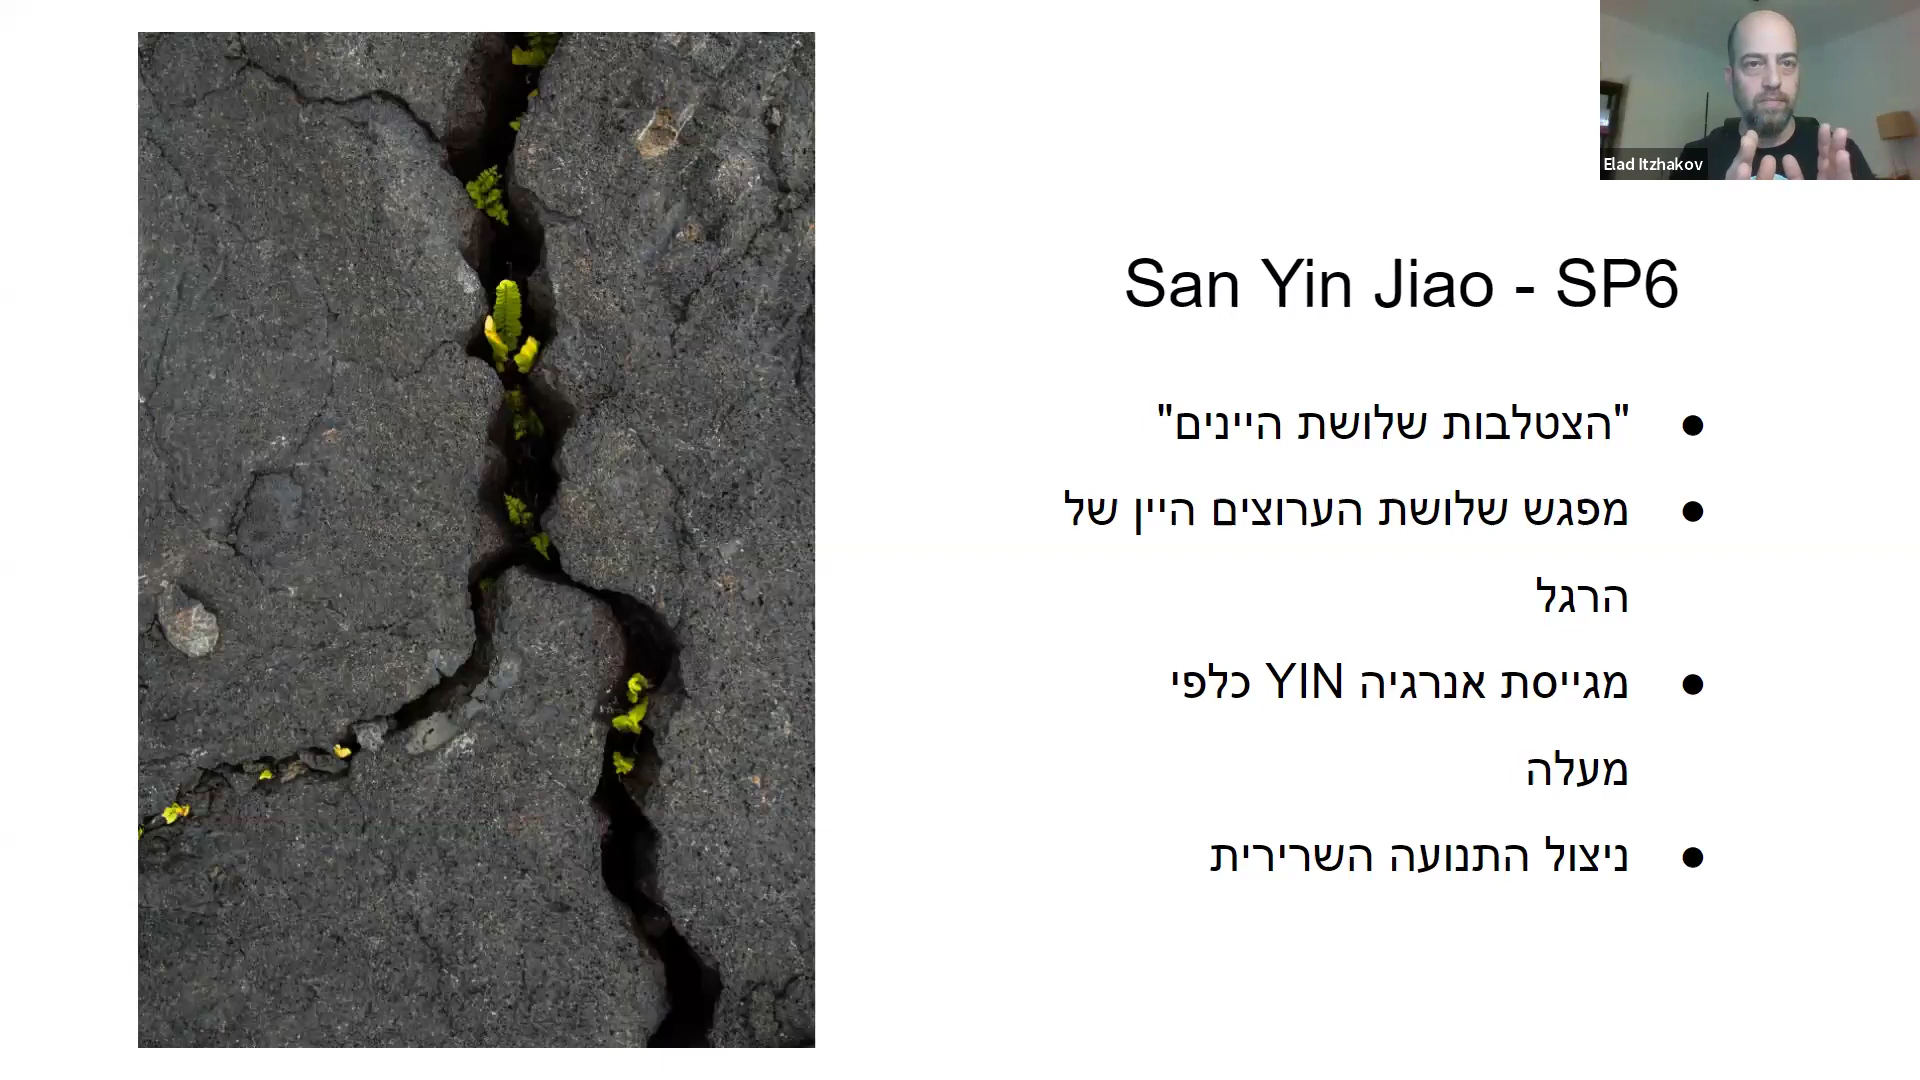 Elad Itzhakov
San Yin Jiao - SP6
● "הצטלבות שלושת היינים"
● מפגש שלושת הערוצים היין של
הרגל
● מגייסת אנרגיה YIN כלפי
מעלה
● ניצול התנועה השרירית